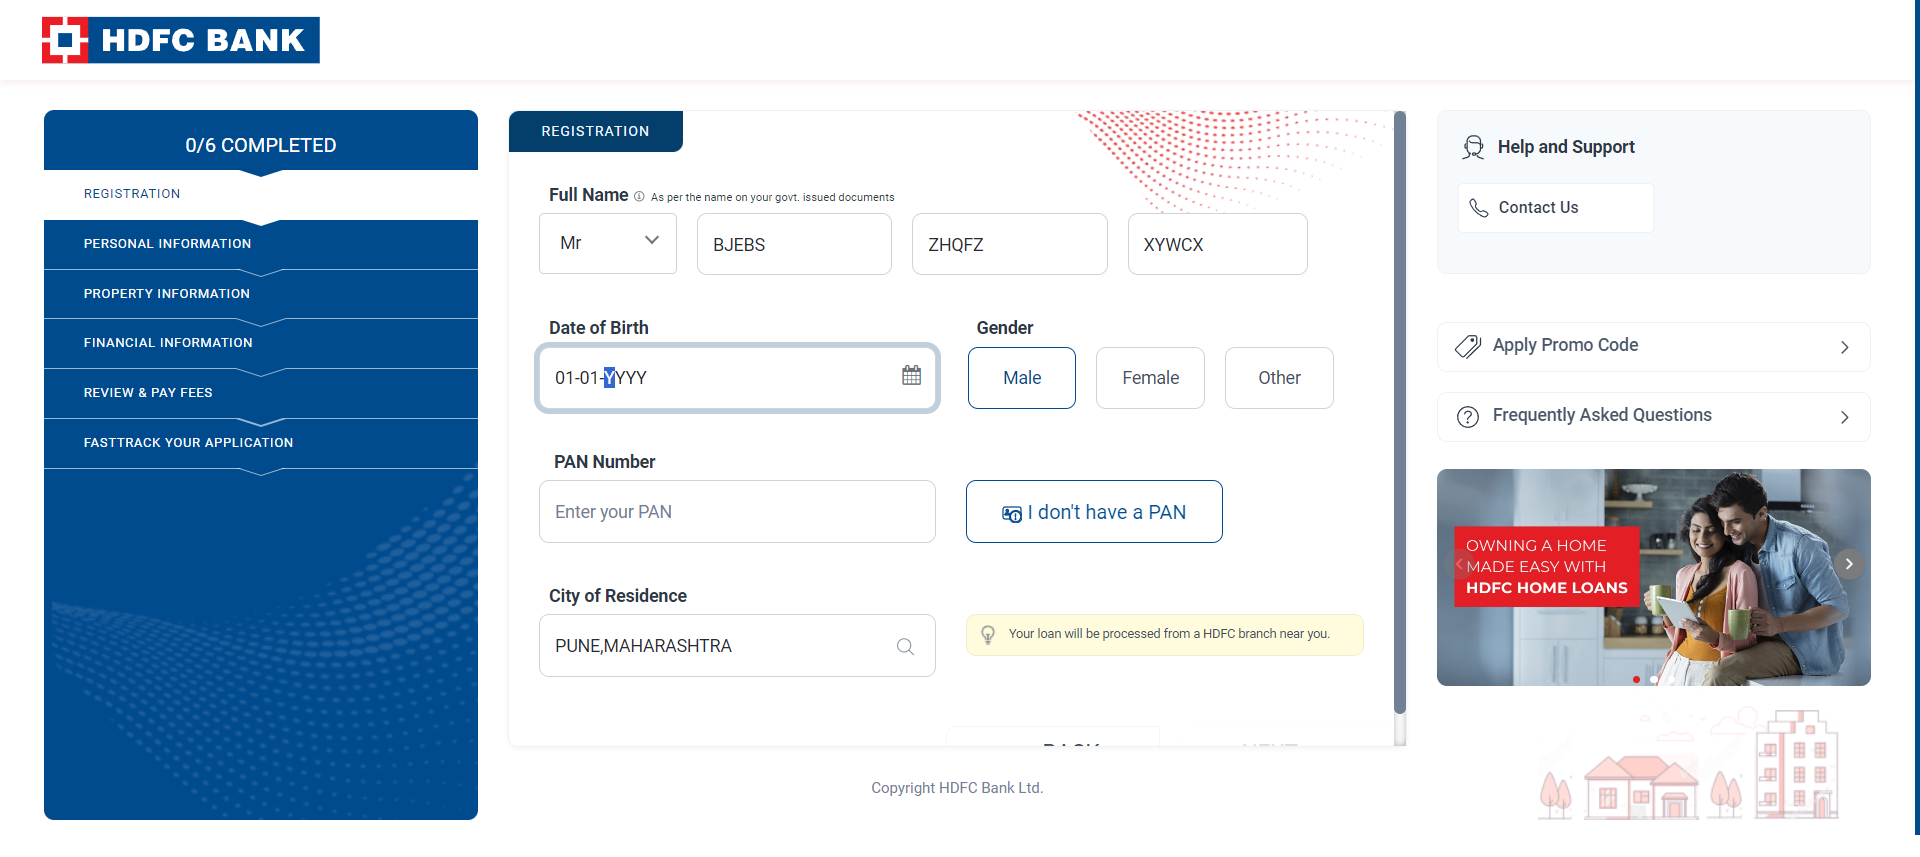 HDFC BANK
0/6 COMPLETED
REGISTRATION
PERSONAL INFORMATION
PROPERTY INFORMATION
FINANCIAL INFORMATION
REVIEW & PAY FEES
FASTTRACK YOUR APPLICATION
REGISTRATION
Full Name As per the name on your govt. issued documents
Mr BJEBS ZHQFZ XYWCX
Date of Birth Gender
01-01-YYYY Male Female Other
PAN Number
Enter your PAN I don't have a PAN
City of Residence
PUNE,MAHARASHTRA Your loan will be processed from a HDFC branch near you.
BACK NEXT
Copyright HDFC Bank Ltd.
Help and Support
Contact Us
Apply Promo Code
Frequently Asked Questions
OWNING A HOME
MADE EASY WITH
HDFC HOME LOANS